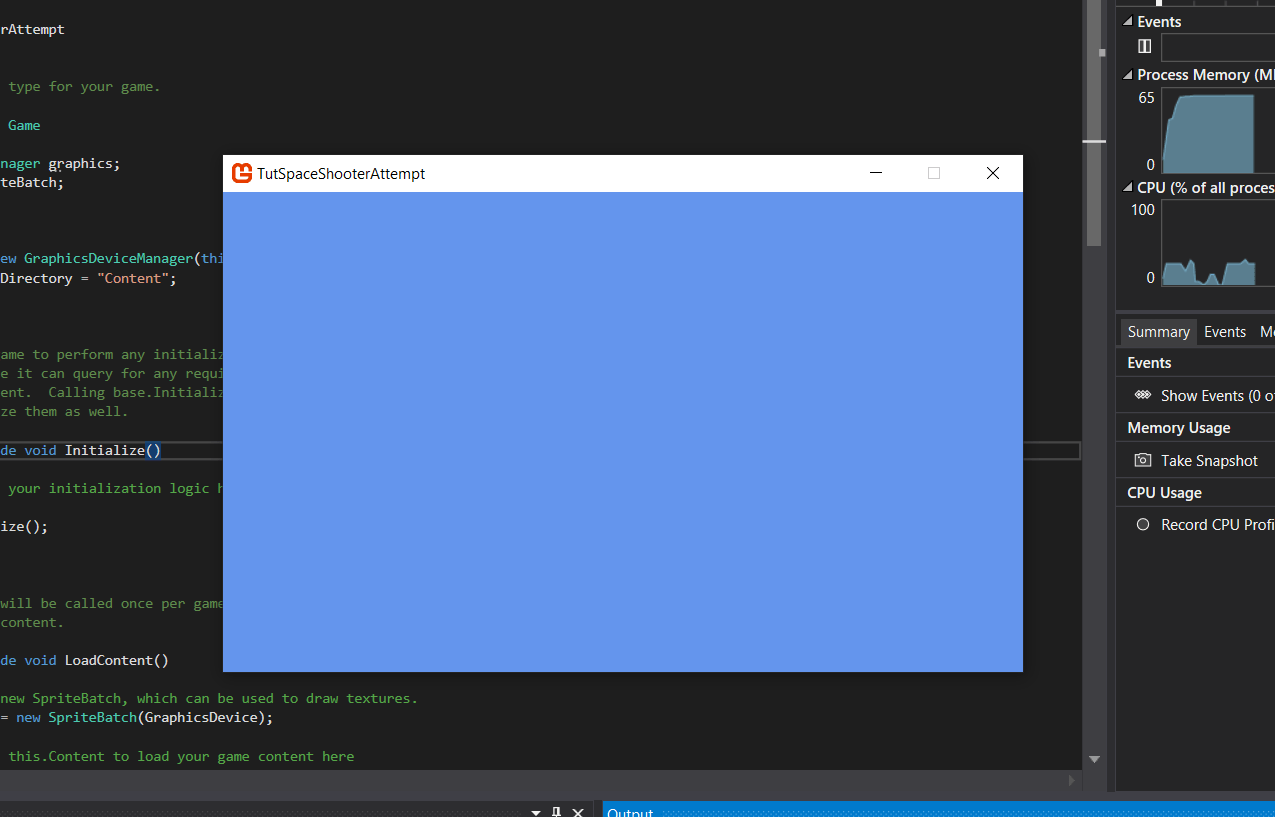 rAttempt
type for your game.
Game
nager graphics;
teBatch;
ew GraphicsDeviceManager(thi
Directory = "Content";
ame to perform any initializ
e it can query for any requi
ent.  Calling base.Initializ
ze them as well.
de void Initialize()
your initialization logic h
ize();
will be called once per game
content.
de void LoadContent()
new SpriteBatch, which can be used to draw textures.
= new SpriteBatch(GraphicsDevice);
this.Content to load your game content here
TutSpaceShooterAttempt
Events
Process Memory (M
65
0
CPU (% of all proces
100
0
Summary Events Me
Events
Show Events (0 o
Memory Usage
Take Snapshot
CPU Usage
Record CPU Profi
Output